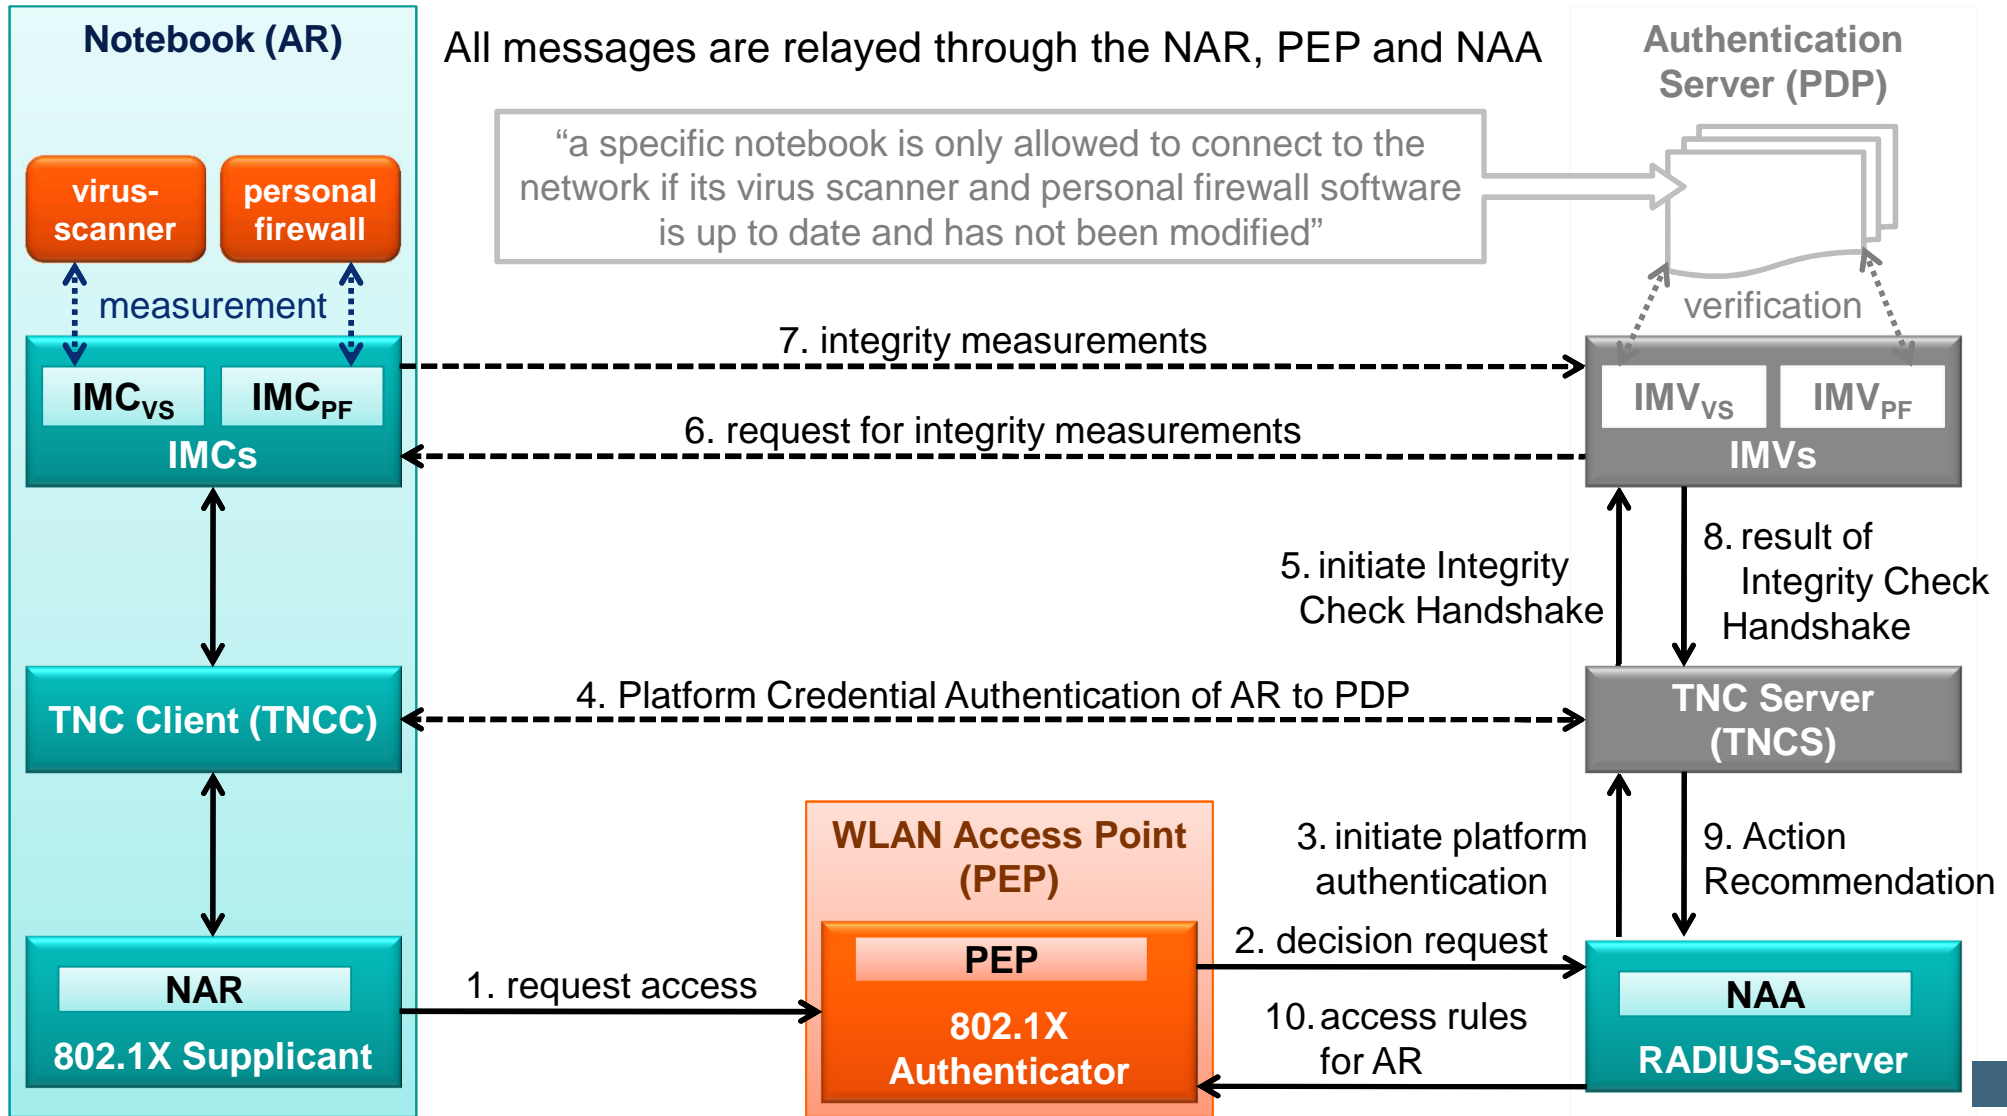 Notebook (AR)
All messages are relayed through the NAR, PEP and NAA
Authentication
Server (PDP)
“a specific notebook is only allowed to connect to the
network if its virus scanner and personal firewall software
is up to date and has not been modified”
virus-
scanner
personal
firewall
measurement
verification
7. integrity measurements
IMCVS
IMCPF
IMCs
6. request for integrity measurements
IMVVS
IMVPF
IMVs
5. initiate Integrity
Check Handshake
8. result of
Integrity Check
Handshake
TNC Client (TNCC)
4. Platform Credential Authentication of AR to PDP
TNC Server
(TNCS)
3. initiate platform
authentication
9. Action
Recommendation
WLAN Access Point
(PEP)
NAR
802.1X Supplicant
1. request access
PEP
802.1X
Authenticator
2. decision request
10. access rules
for AR
NAA
RADIUS-Server